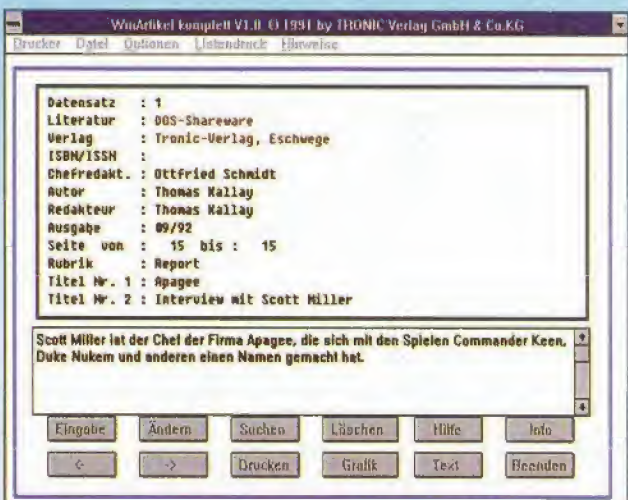 WinArtikel komplett V1.0 © 1991 by TRONIC Verlag GmbH & Co.KG
Drucker Datei Optionen Listendruck Hinweise
Datensatz : 1
Literatur : DOS-Shareware
Verlag : Tronic-Verlag, Eschwege
ISBN/ISSN :
Chefredakt. : Ottfried Schmidt
Autor : Thomas Kallay
Redakteur : Thomas Kallay
Ausgabe : 09/92
Seite von : 15 bis : 15
Rubrik : Report
Titel Nr. 1 : Apagee
Titel Nr. 2 : Interview mit Scott Miller
Scott Miller ist der Chef der Firma Apagee, die sich mit den Spielen Commander Keen,
Duke Nukem und anderen einen Namen gemacht hat.
Eingabe Ändern Suchen Löschen Hilfe Info
<- -> Drucken Grafik Text Beenden